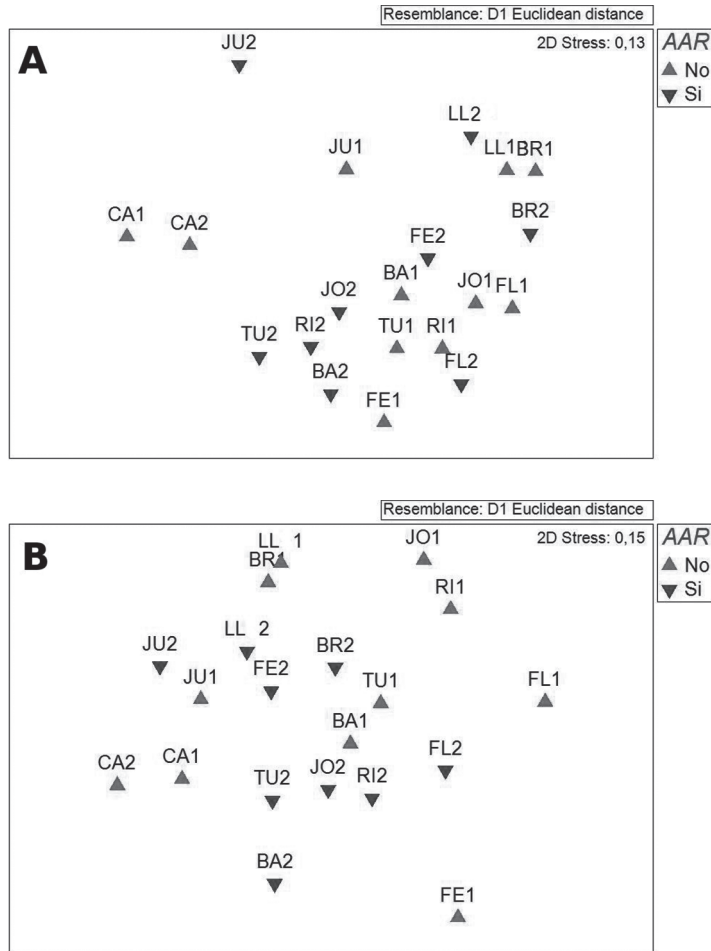 Resemblance: D1 Euclidean distance
A
2D Stress: 0,13
AAR
No
Si
JU2
LL2
JU1
LL1 BR1
CA1
CA2
BR2
FE2
BA1
JO1 FL1
JO2
TU2
RI2
TU1
RI1
BA2
FL2
FE1
Resemblance: D1 Euclidean distance
B
2D Stress: 0,15
AAR
No
Si
LL 1
BR1
JO1
RI1
JU2
LL 2
BR2
JU1
FE2
TU1
FL1
BA1
CA2
CA1
FL2
TU2
JO2
RI2
BA2
FE1